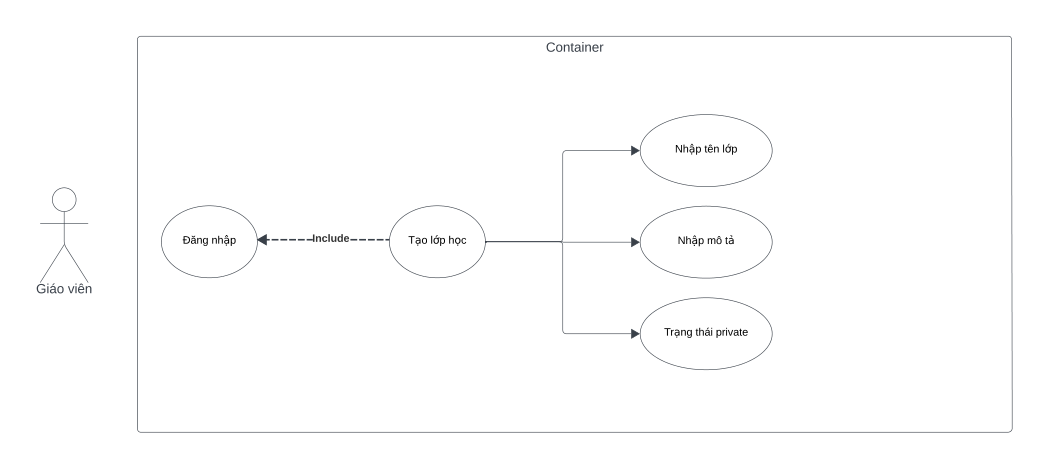 Container
Nhập tên lớp
Đăng nhập
Include
Tạo lớp học
Nhập mô tả
Giáo viên
Trạng thái private